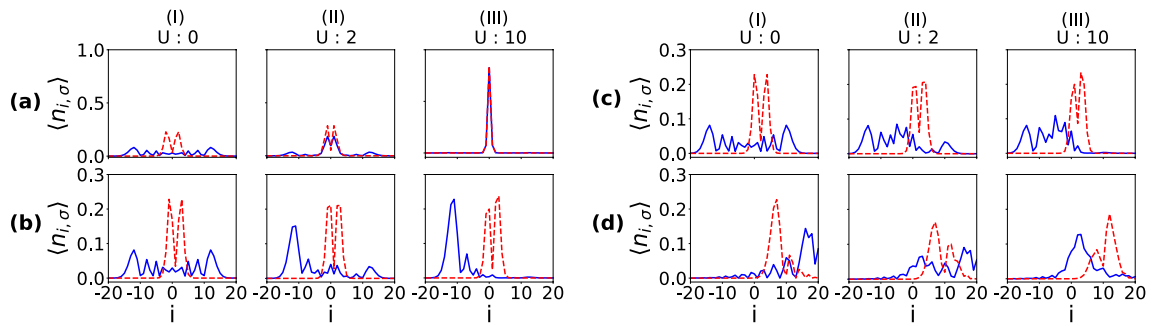 (I) (II) (III)
U : 0 U : 2 U : 10
(a) ⟨n_{i,σ}⟩ 1.0 0.5 0.0
(b) ⟨n_{i,σ}⟩ 0.3 0.2 0.1 0.0
-20 -10 0 10 20 -20 -10 0 10 20 -20 -10 0 10 20
i
(I) (II) (III)
U : 0 U : 2 U : 10
(c) ⟨n_{i,σ}⟩ 0.3 0.2 0.1 0.0
(d) ⟨n_{i,σ}⟩ 0.3 0.2 0.1 0.0
-20 -10 0 10 20 -20 -10 0 10 20 -20 -10 0 10 20
i